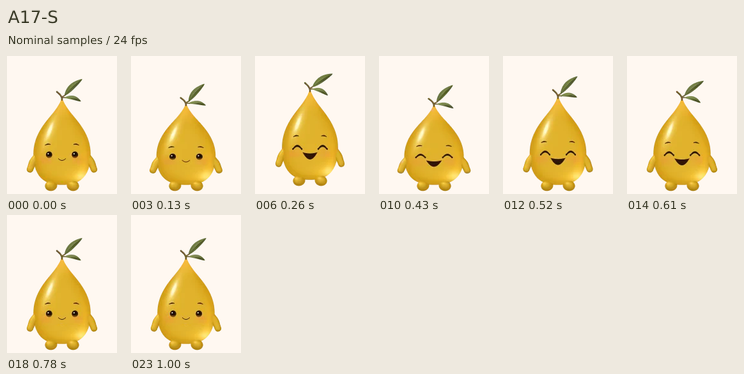 A17-S
Nominal samples / 24 fps
000 0.00 s
003 0.13 s
006 0.26 s
010 0.43 s
012 0.52 s
014 0.61 s
018 0.78 s
023 1.00 s